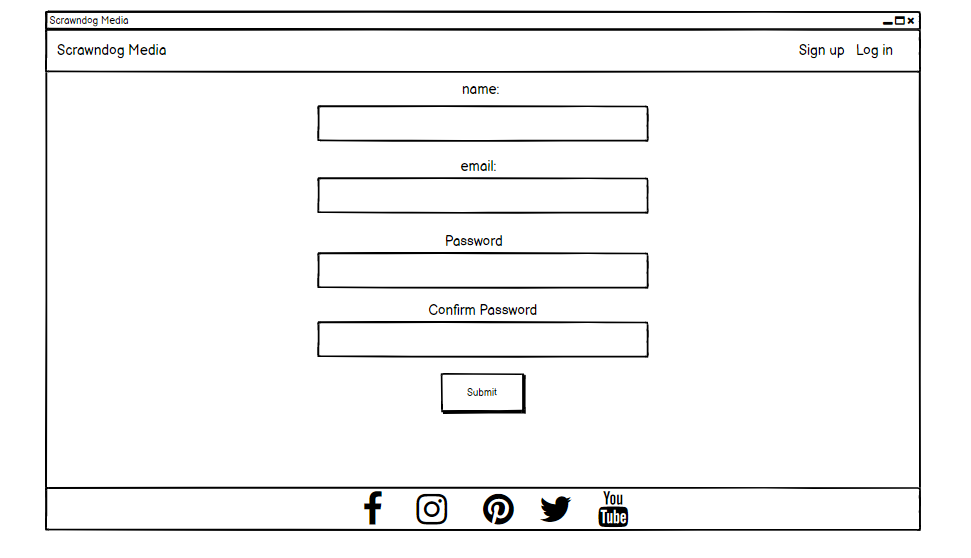 Scrawndog Media
Scrawndog Media Sign up Log in
name:
email:
Password
Confirm Password
Submit
You
Tube